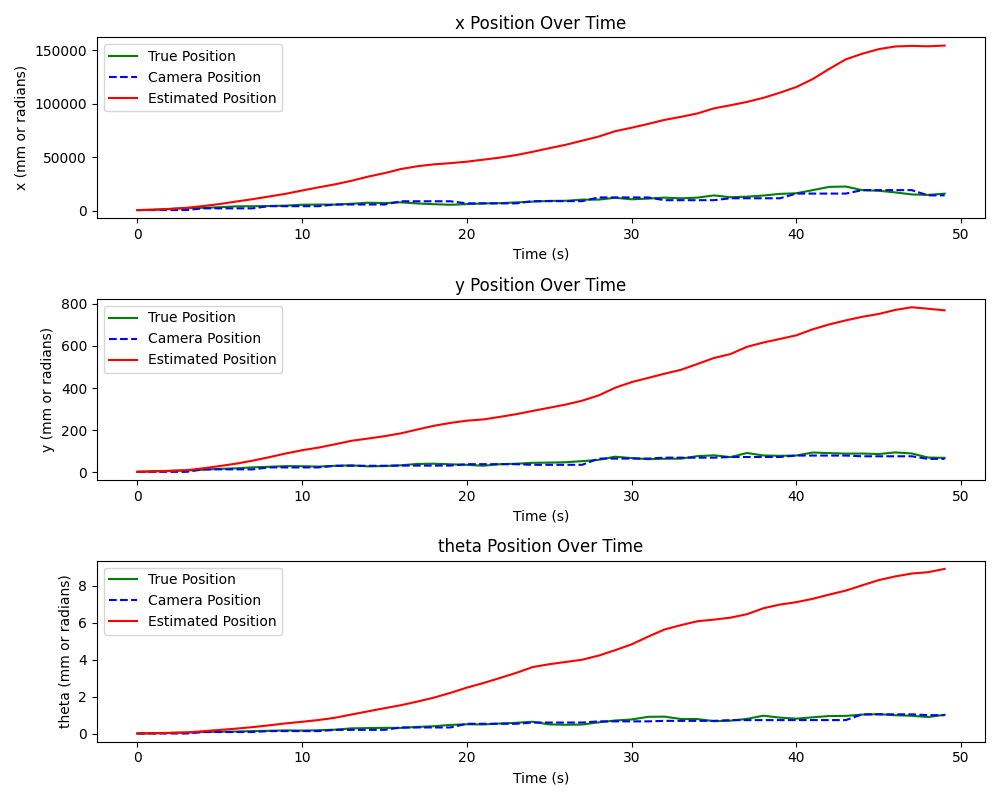 x Position Over Time
x (mm or radians)
150000
100000
50000
0
True Position
Camera Position
Estimated Position
0 10 20 30 40 50
Time (s)
y Position Over Time
y (mm or radians)
800
600
400
200
0
True Position
Camera Position
Estimated Position
0 10 20 30 40 50
Time (s)
theta Position Over Time
theta (mm or radians)
8
6
4
2
0
True Position
Camera Position
Estimated Position
0 10 20 30 40 50
Time (s)